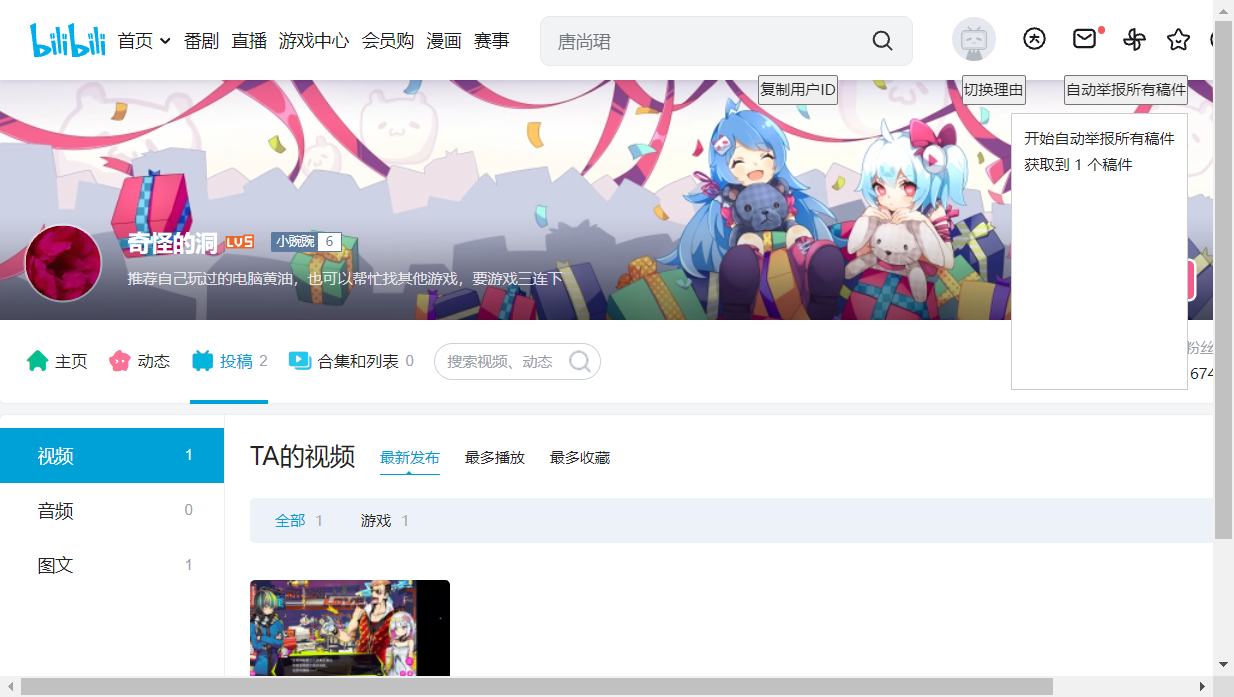 bilibili 首页 番剧 直播 游戏中心 会员购 漫画 赛事 唐尚珺
复制用户ID 切换理由 自动举报所有稿件
开始自动举报所有稿件
获取到 1 个稿件
奇怪的洞 LV5 小豌豌 6
推荐自己玩过的电脑黄油，也可以帮忙找其他游戏，要游戏三连下
主页 动态 投稿 2 合集和列表 0 搜索视频、动态 粉丝
674
视频 1
音频 0
图文 1
TA的视频 最新发布 最多播放 最多收藏
全部 1 游戏 1